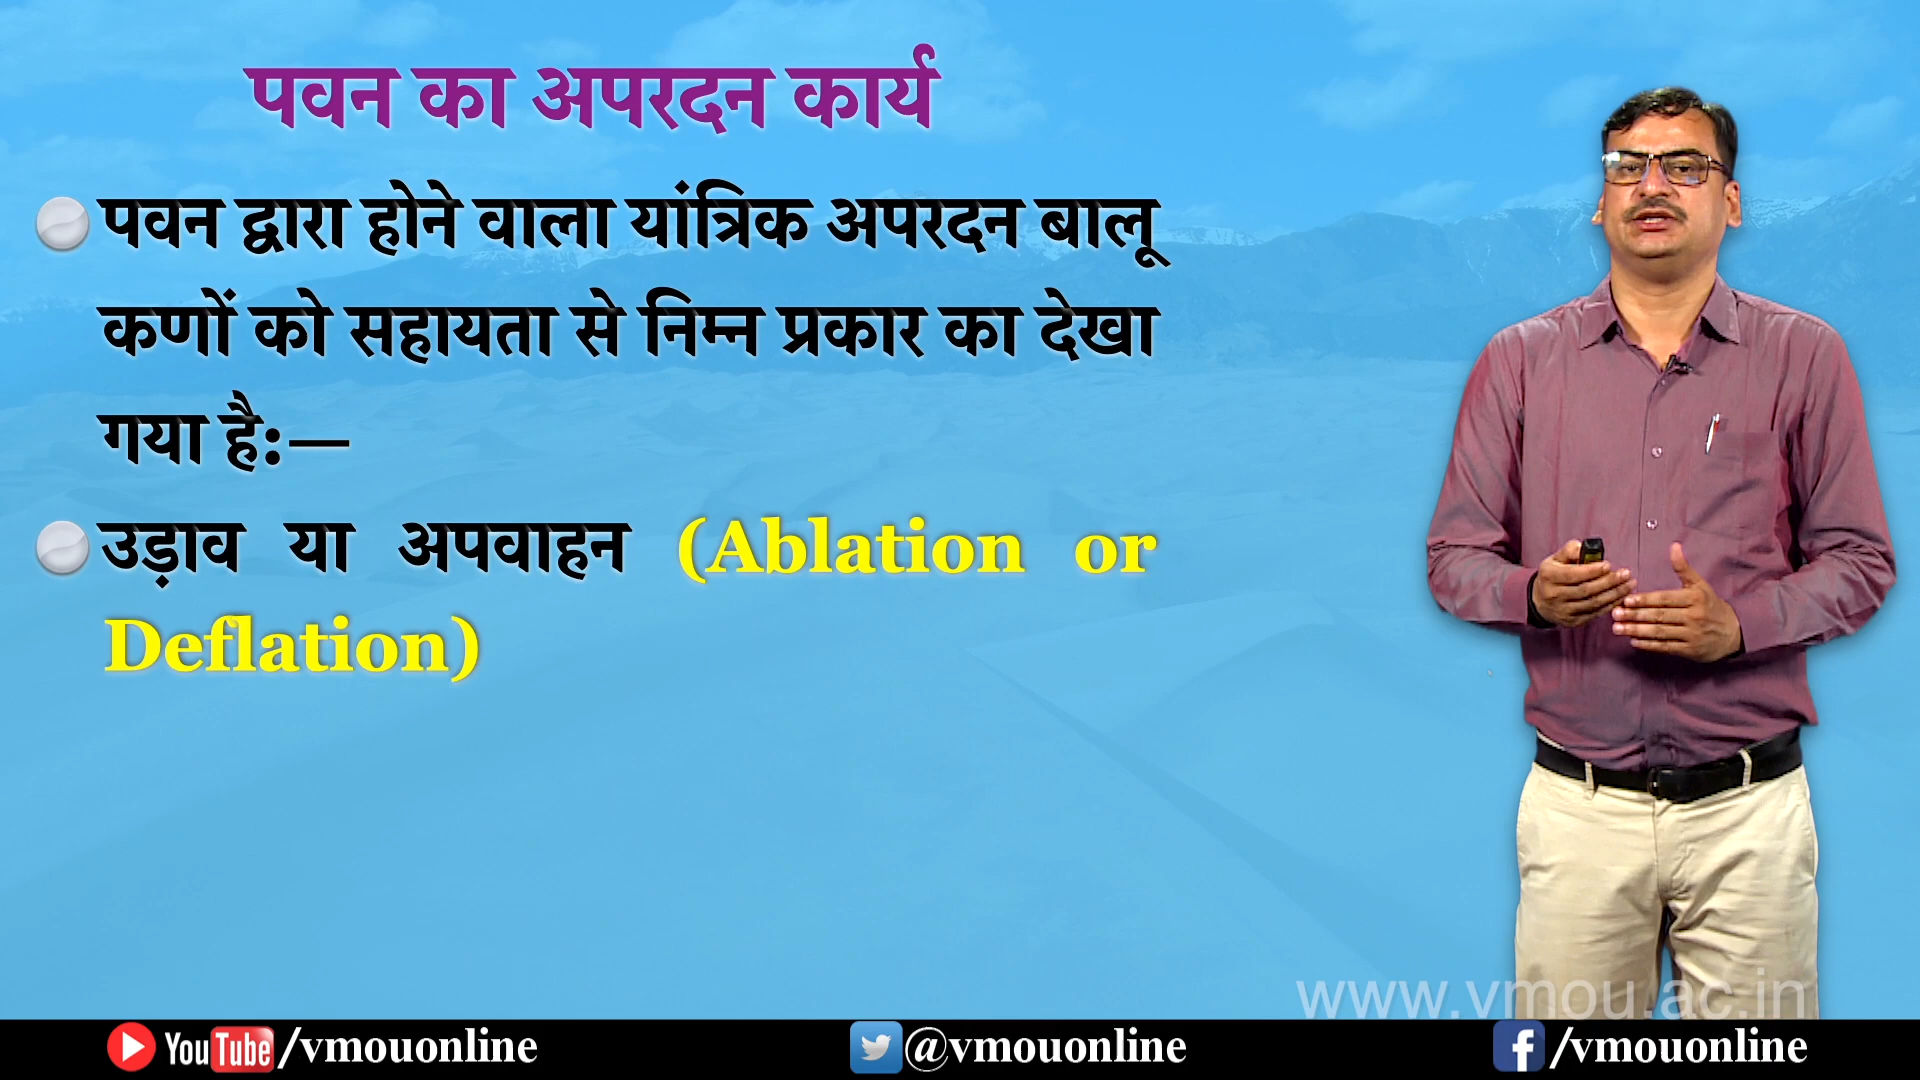 पवन का अपरदन कार्य
पवन द्वारा होने वाला यांत्रिक अपरदन बालू
कणों को सहायता से निम्न प्रकार का देखा
गया है:—
उड़ाव या अपवाहन (Ablation or
Deflation)
www.vmou.ac.in
YouTube /vmouonline @vmouonline f /vmouonline